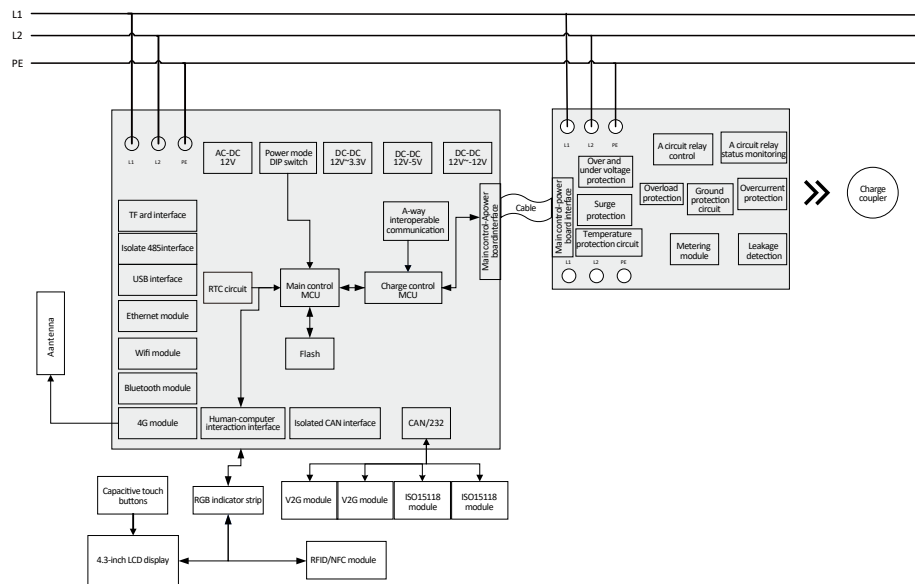 L1
L2
PE
L1
L2
PE
AC-DC
12V
Power mode
DIP switch
DC-DC
12V~3.3V
DC-DC
12V-5V
DC-DC
12V~-12V
TF ard interface
Isolate 485interface
USB interface
Ethernet module
Wifi module
Bluetooth module
4G module
Aantenna
RTC circuit
Main control
MCU
Charge control
MCU
A-way
interoperable
communication
Flash
Human-computer
interaction interface
Isolated CAN interface
CAN/232
Main control-Apower
boardinterface
Cable
Main control-power
board interface
L1
L2
PE
Over and
under voltage
protection
Surge
protection
Temperature
protection circuit
A circuit relay
control
A circuit relay
status monitoring
Overload
protection
Ground
protection
circuit
Overcurrent
protection
Metering
module
Leakage
detection
L1
L2
PE
Charge
coupler
Capacitive touch
buttons
RGB indicator strip
V2G module
V2G module
ISO15118
module
ISO15118
module
4.3-inch LCD display
RFID/NFC module